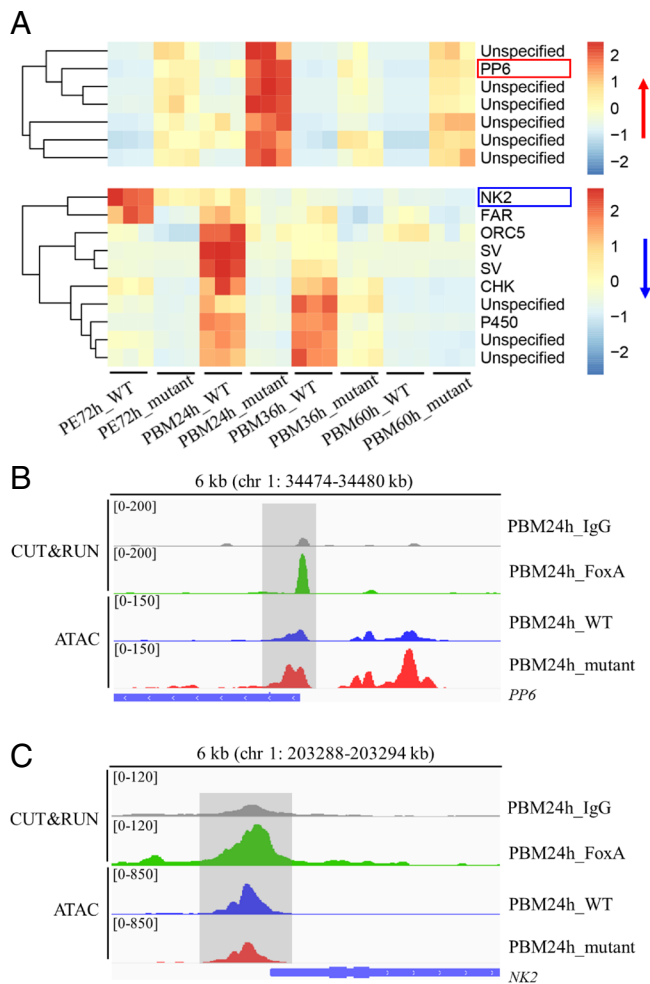 A
Unspecified
PP6
Unspecified
Unspecified
Unspecified
Unspecified
Unspecified
2
1
0
−1
−2
NK2
FAR
ORC5
SV
SV
CHK
Unspecified
P450
Unspecified
Unspecified
2
1
0
−1
−2
PE72h_WT
PE72h_mutant
PBM24h_WT
PBM24h_mutant
PBM36h_WT
PBM36h_mutant
PBM60h_WT
PBM60h_mutant
B
6 kb (chr 1: 34474-34480 kb)
CUT&RUN
[0-200]
PBM24h_IgG
[0-200]
PBM24h_FoxA
ATAC
[0-150]
PBM24h_WT
[0-150]
PBM24h_mutant
PP6
C
6 kb (chr 1: 203288-203294 kb)
CUT&RUN
[0-120]
PBM24h_IgG
[0-120]
PBM24h_FoxA
ATAC
[0-850]
PBM24h_WT
[0-850]
PBM24h_mutant
NK2